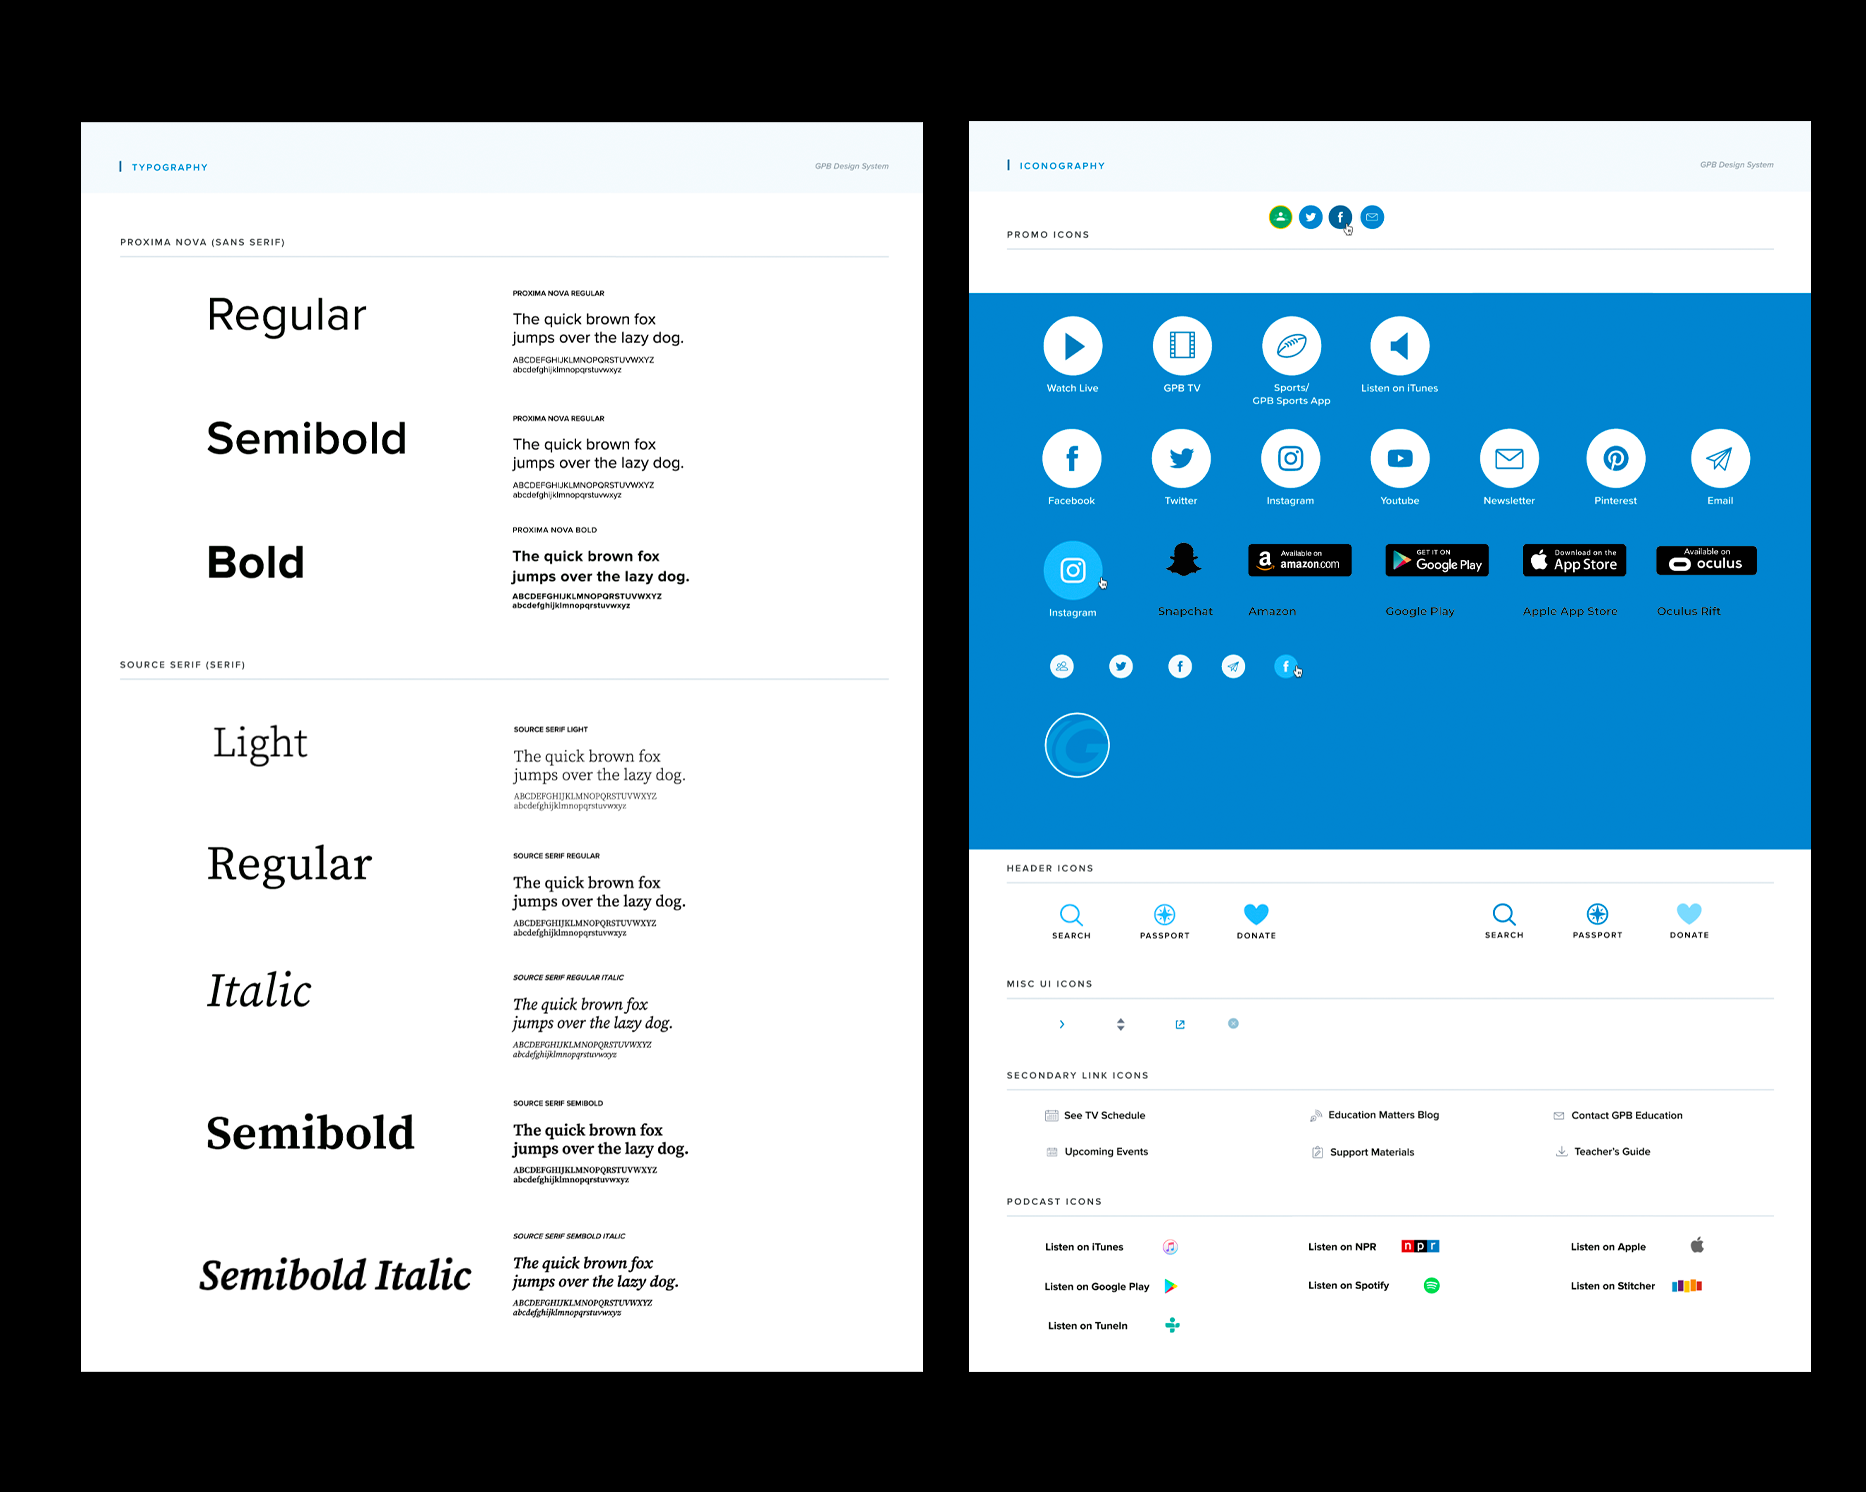 TYPOGRAPHY
GPB Design System
PROXIMA NOVA (SANS SERIF)
Regular
PROXIMA NOVA REGULAR
The quick brown fox
jumps over the lazy dog.
ABCDEFGHIJKLMNOPQRSTUVWXYZ
abcdefghijklmnopqrstuvwxyz
Semibold
PROXIMA NOVA REGULAR
The quick brown fox
jumps over the lazy dog.
ABCDEFGHIJKLMNOPQRSTUVWXYZ
abcdefghijklmnopqrstuvwxyz
Bold
PROXIMA NOVA BOLD
The quick brown fox
jumps over the lazy dog.
ABCDEFGHIJKLMNOPQRSTUVWXYZ
abcdefghijklmnopqrstuvwxyz
SOURCE SERIF (SERIF)
Light
SOURCE SERIF LIGHT
The quick brown fox
jumps over the lazy dog.
ABCDEFGHIJKLMNOPQRSTUVWXYZ
abcdefghijklmnopqrstuvwxyz
Regular
SOURCE SERIF REGULAR
The quick brown fox
jumps over the lazy dog.
ABCDEFGHIJKLMNOPQRSTUVWXYZ
abcdefghijklmnopqrstuvwxyz
Italic
SOURCE SERIF REGULAR ITALIC
The quick brown fox
jumps over the lazy dog.
ABCDEFGHIJKLMNOPQRSTUVWXYZ
abcdefghijklmnopqrstuvwxyz
Semibold
SOURCE SERIF SEMIBOLD
The quick brown fox
jumps over the lazy dog.
ABCDEFGHIJKLMNOPQRSTUVWXYZ
abcdefghijklmnopqrstuvwxyz
Semibold Italic
SOURCE SERIF SEMBOLD ITALIC
The quick brown fox
jumps over the lazy dog.
ABCDEFGHIJKLMNOPQRSTUVWXYZ
abcdefghijklmnopqrstuvwxyz
ICONOGRAPHY
GPB Design System
PROMO ICONS
Watch Live
GPB TV
Sports/
GPB Sports App
Listen on iTunes
Facebook
Twitter
Instagram
Youtube
Newsletter
Pinterest
Email
Available on
amazon.com
GET IT ON
Google Play
Download on the
App Store
Available on
oculus
Instagram
Snapchat
Amazon
Google Play
Apple App Store
Oculus Rift
G
HEADER ICONS
SEARCH
PASSPORT
DONATE
SEARCH
PASSPORT
DONATE
MISC UI ICONS
SECONDARY LINK ICONS
See TV Schedule
Education Matters Blog
Contact GPB Education
Upcoming Events
Support Materials
Teacher's Guide
PODCAST ICONS
Listen on iTunes
Listen on NPR
npr
Listen on Apple
Listen on Google Play
Listen on Spotify
Listen on Stitcher
Listen on TuneIn